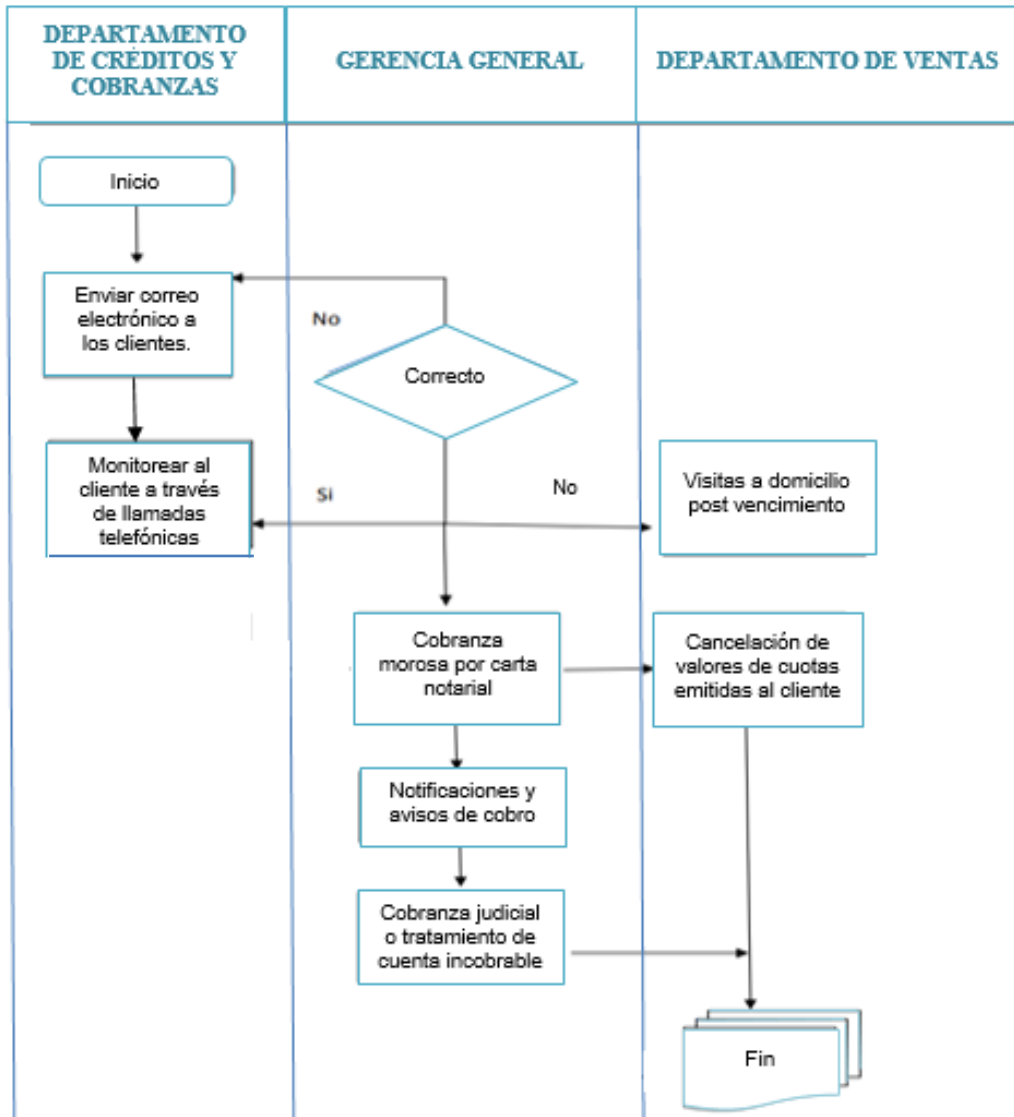 DEPARTAMENTO
DE CRÉDITOS Y
COBRANZAS
GERENCIA GENERAL
DEPARTAMENTO DE VENTAS
Inicio
Enviar correo
electrónico a
los clientes.
No
Correcto
Monitorear al
cliente a través
de llamadas
telefónicas
Si
No
Visitas a domicilio
post vencimiento
Cobranza
morosa por carta
notarial
Cancelación de
valores de cuotas
emitidas al cliente
Notificaciones y
avisos de cobro
Cobranza judicial
o tratamiento de
cuenta incobrable
Fin